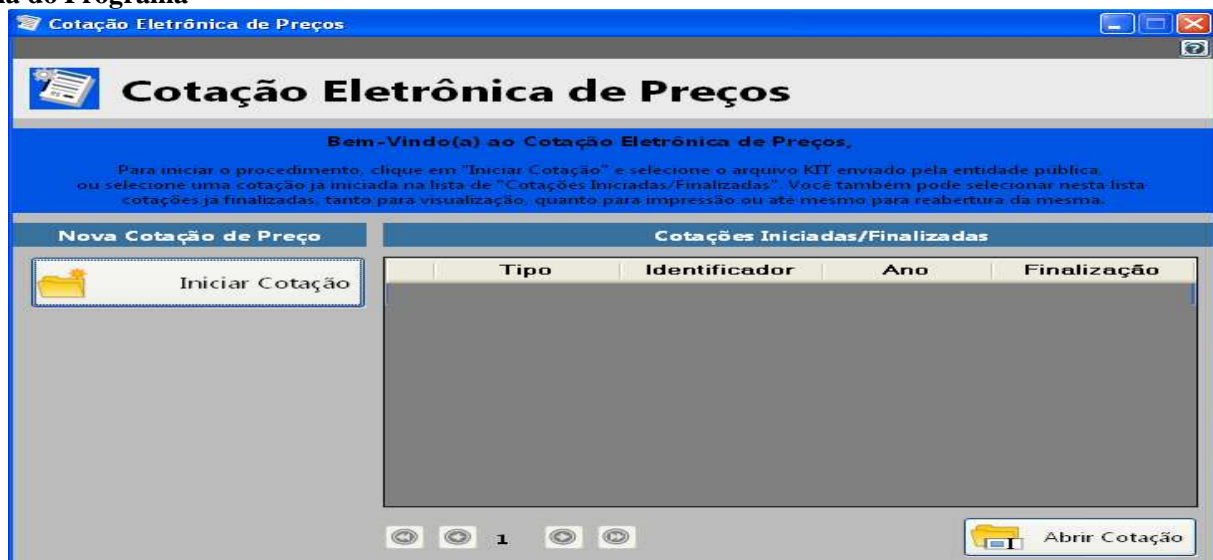 do Programa
Cotação Eletrônica de Preços
Cotação Eletrônica de Preços
Bem-Vindo(a) ao Cotação Eletrônica de Preços,
Para iniciar o procedimento, clique em "Iniciar Cotação" e selecione o arquivo KIT enviado pela entidade pública,
ou selecione uma cotação já iniciada na lista de "Cotações Iniciadas/Finalizadas". Você também pode selecionar nesta lista
cotações já finalizadas, tanto para visualização, quanto para impressão ou até mesmo para reabertura da mesma.
Nova Cotação de Preço
Cotações Iniciadas/Finalizadas
Iniciar Cotação
Tipo Identificador Ano Finalização
1
Abrir Cotação